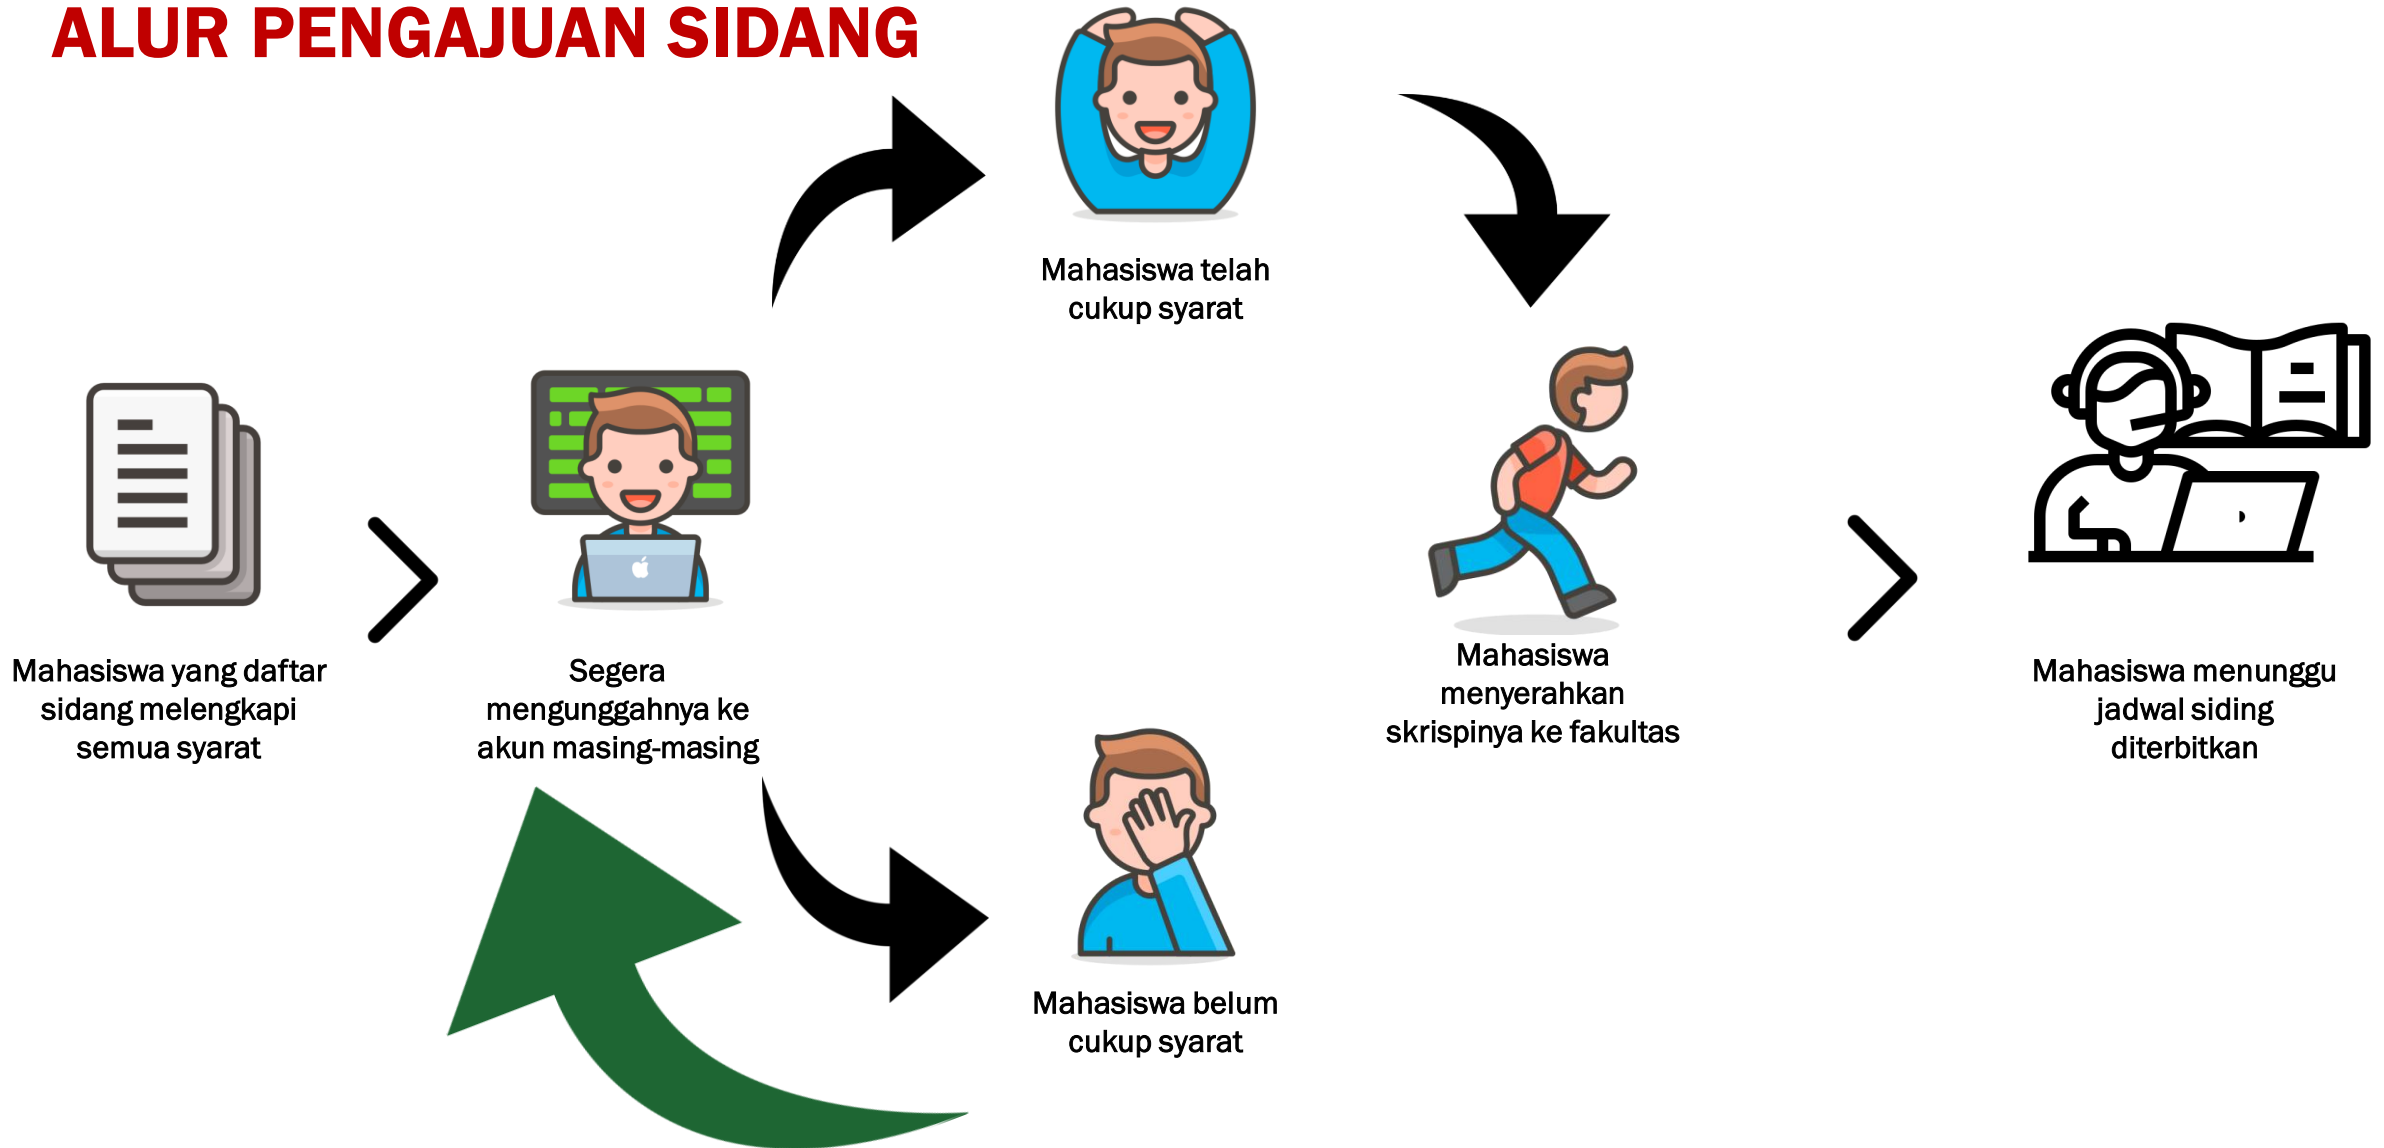 ALUR PENGAJUAN SIDANG
Mahasiswa telah
cukup syarat
Mahasiswa yang daftar
sidang melengkapi
semua syarat
Segera
mengunggahnya ke
akun masing-masing
Mahasiswa
menyerahkan
skrispinya ke fakultas
Mahasiswa menunggu
jadwal siding
diterbitkan
Mahasiswa belum
cukup syarat